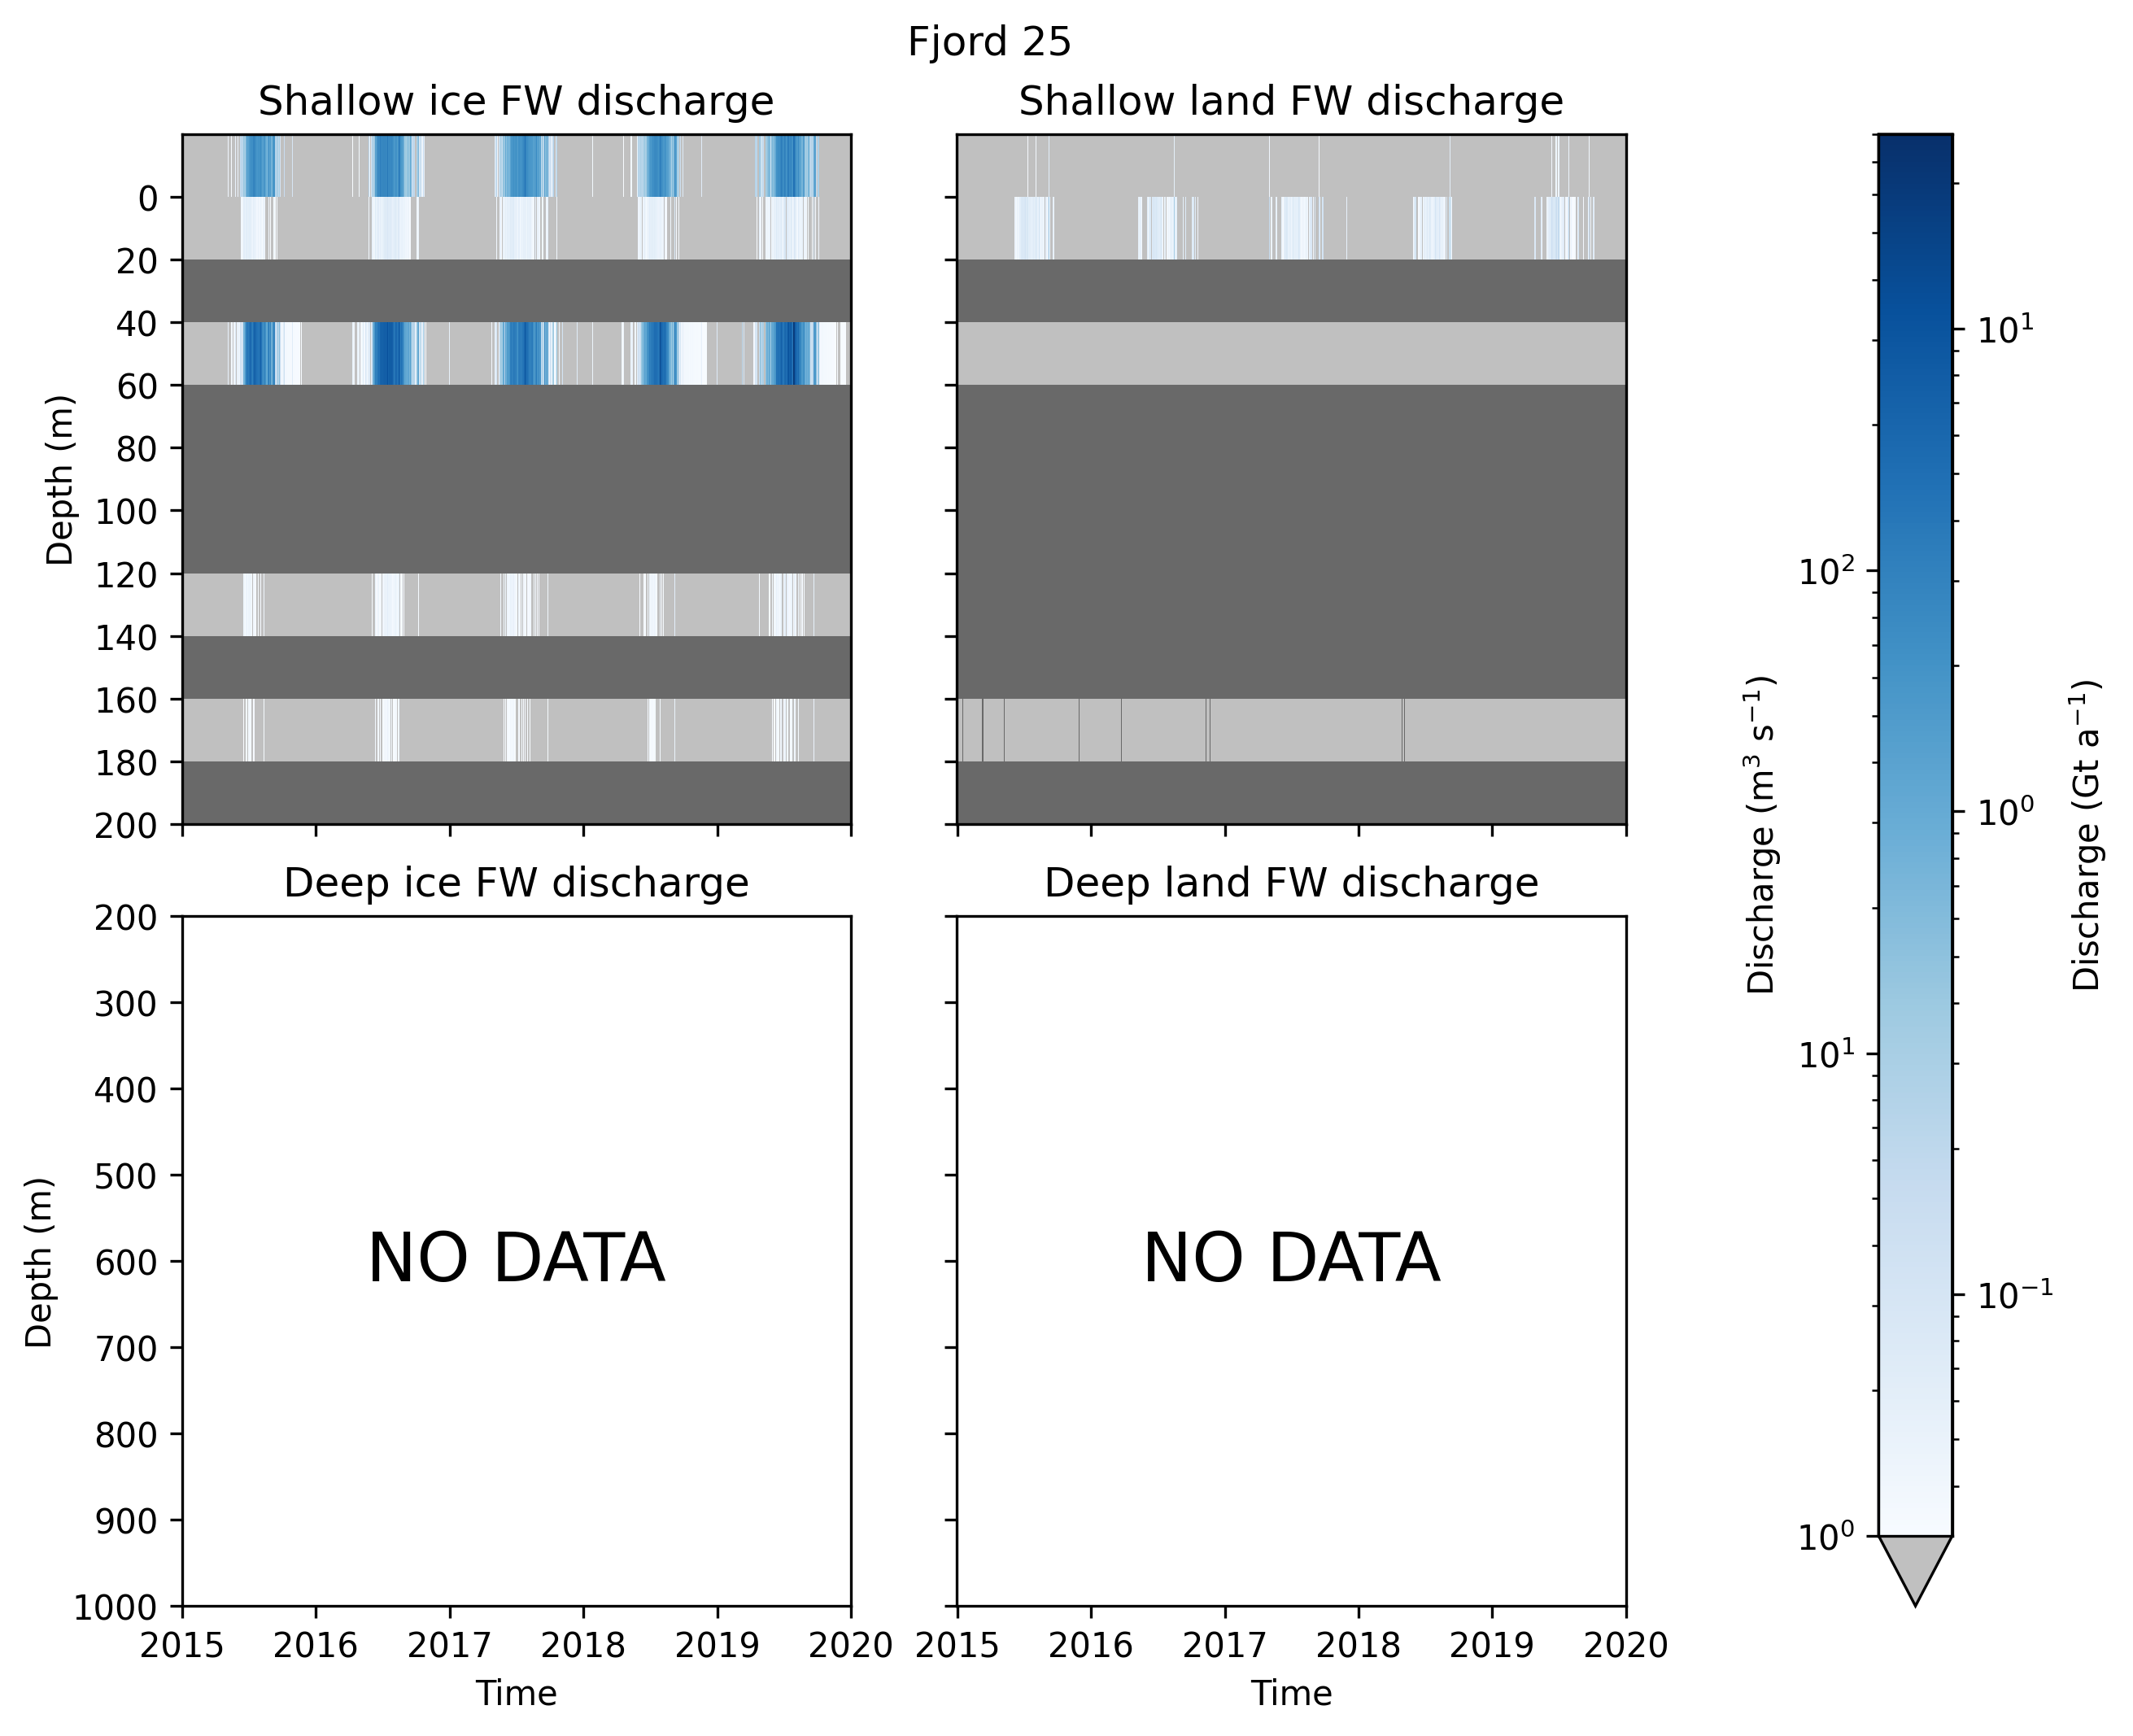 Fjord 25
Shallow ice FW discharge
Shallow land FW discharge
Depth (m)
0
20
40
60
80
100
120
140
160
180
200
Deep ice FW discharge
Deep land FW discharge
Depth (m)
200
300
400
500
600
700
800
900
1000
NO DATA
NO DATA
2015 2016 2017 2018 2019 2020
2015 2016 2017 2018 2019 2020
Time
Time
Discharge (m³ s⁻¹)
10²
10¹
10⁰
10¹
10⁰
10⁻¹
Discharge (Gt a⁻¹)